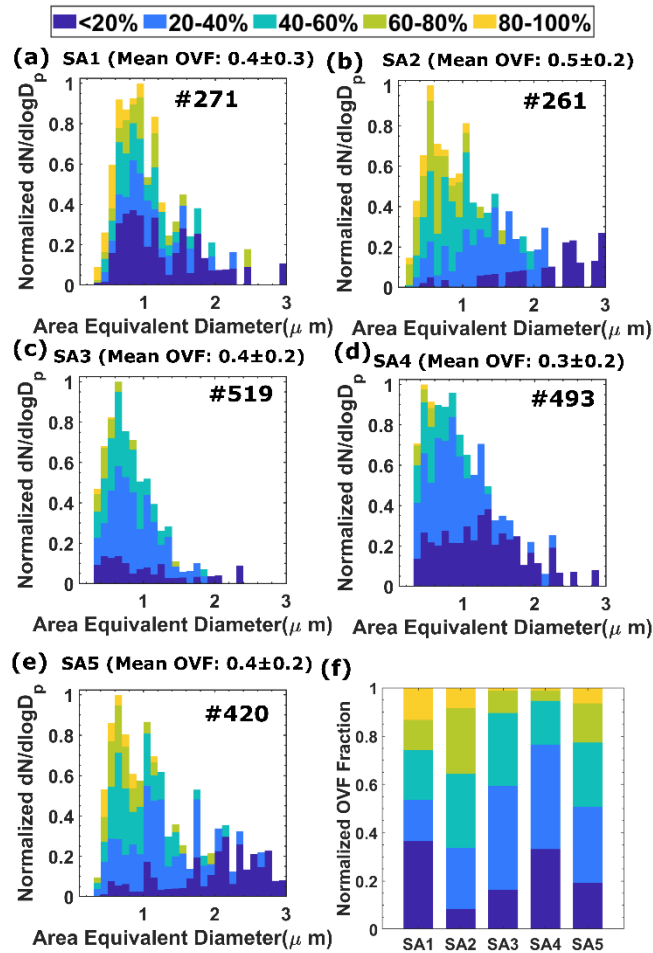 <20% 20-40% 40-60% 60-80% 80-100%
(a) SA1 (Mean OVF: 0.4±0.3)
#271
Normalized dN/dlogDp
1
0.8
0.6
0.4
0.2
0
1 2 3
Area Equivalent Diameter(μ m)
(b) SA2 (Mean OVF: 0.5±0.2)
#261
Normalized dN/dlogDp
1
0.8
0.6
0.4
0.2
0
1 2 3
Area Equivalent Diameter(μ m)
(c) SA3 (Mean OVF: 0.4±0.2)
#519
Normalized dN/dlogDp
1
0.8
0.6
0.4
0.2
0
1 2 3
Area Equivalent Diameter(μ m)
(d) SA4 (Mean OVF: 0.3±0.2)
#493
Normalized dN/dlogDp
1
0.8
0.6
0.4
0.2
0
1 2 3
Area Equivalent Diameter(μ m)
(e) SA5 (Mean OVF: 0.4±0.2)
#420
Normalized dN/dlogDp
1
0.8
0.6
0.4
0.2
0
1 2 3
Area Equivalent Diameter(μ m)
(f)
Normalized OVF Fraction
1
0.8
0.6
0.4
0.2
0
SA1 SA2 SA3 SA4 SA5